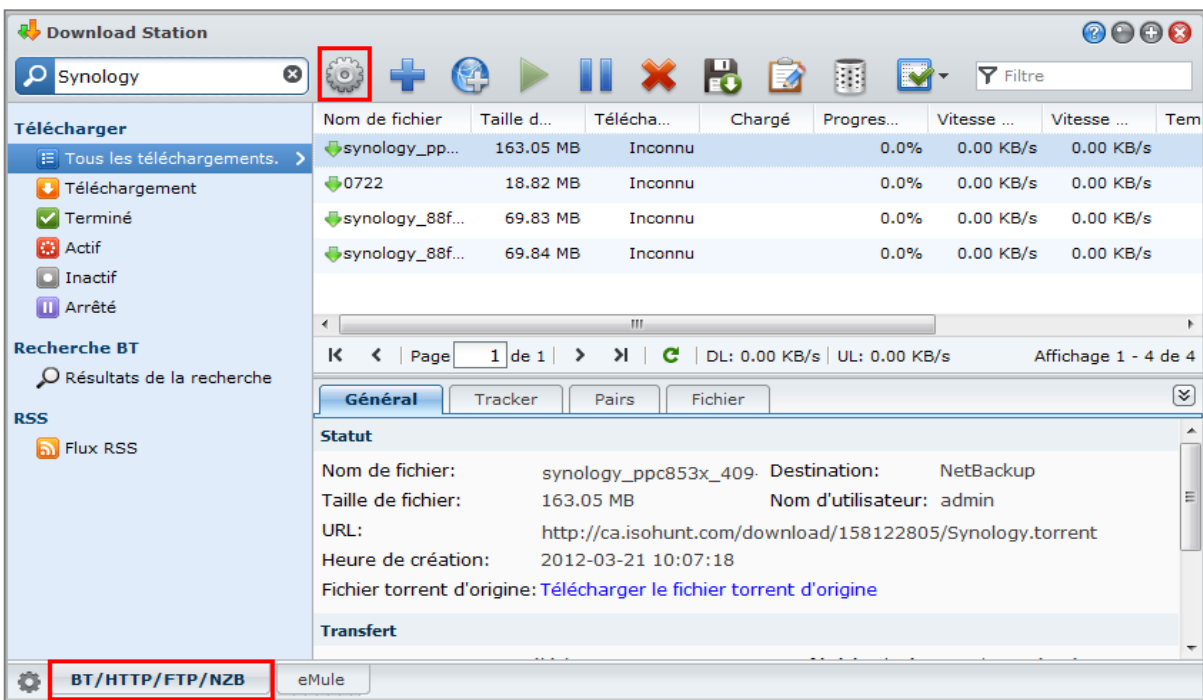 Download Station
Synology
Filtre
Télécharger
Tous les téléchargements.
Téléchargement
Terminé
Actif
Inactif
Arrêté
Recherche BT
Résultats de la recherche
RSS
Flux RSS
Nom de fichier Taille d... Télécha... Chargé Progres... Vitesse ... Vitesse ... Tem
synology_pp... 163.05 MB Inconnu 0.0% 0.00 KB/s 0.00 KB/s
0722 18.82 MB Inconnu 0.0% 0.00 KB/s 0.00 KB/s
synology_88f... 69.83 MB Inconnu 0.0% 0.00 KB/s 0.00 KB/s
synology_88f... 69.84 MB Inconnu 0.0% 0.00 KB/s 0.00 KB/s
Page 1 de 1 DL: 0.00 KB/s UL: 0.00 KB/s Affichage 1 - 4 de 4
Général Tracker Pairs Fichier
Statut
Nom de fichier: synology_ppc853x_409- Destination: NetBackup
Taille de fichier: 163.05 MB Nom d'utilisateur: admin
URL: http://ca.isohunt.com/download/158122805/Synology.torrent
Heure de création: 2012-03-21 10:07:18
Fichier torrent d'origine: Télécharger le fichier torrent d'origine
Transfert
BT/HTTP/FTP/NZB eMule